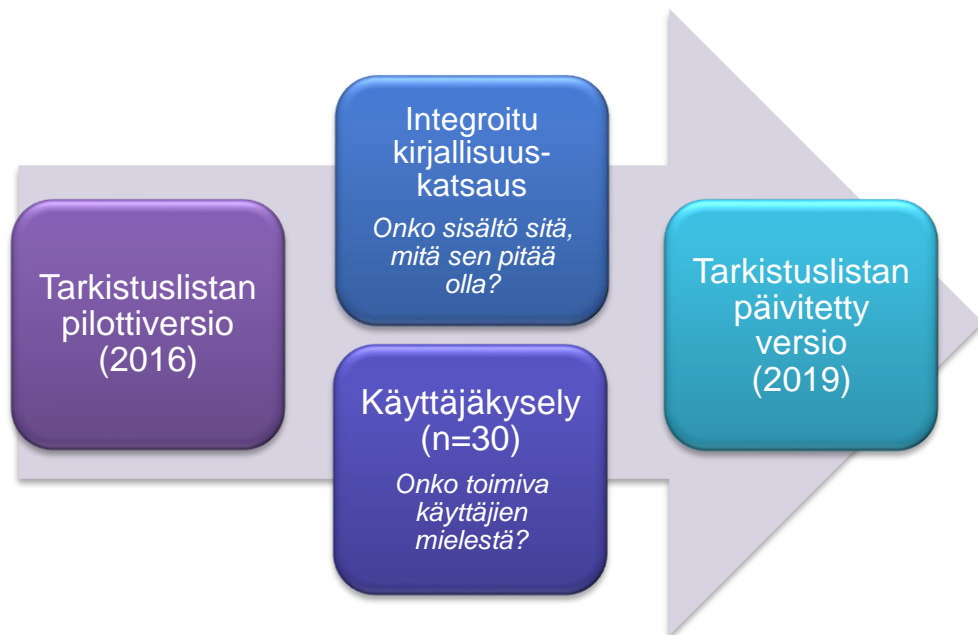 Tarkistuslistan
pilottiversio
(2016)
Integroitu
kirjallisuus-
katsaus
Onko sisältö sitä,
mitä sen pitää
olla?
Käyttäjäkysely
(n=30)
Onko toimiva
käyttäjien
mielestä?
Tarkistuslistan
päivitetty
versio
(2019)